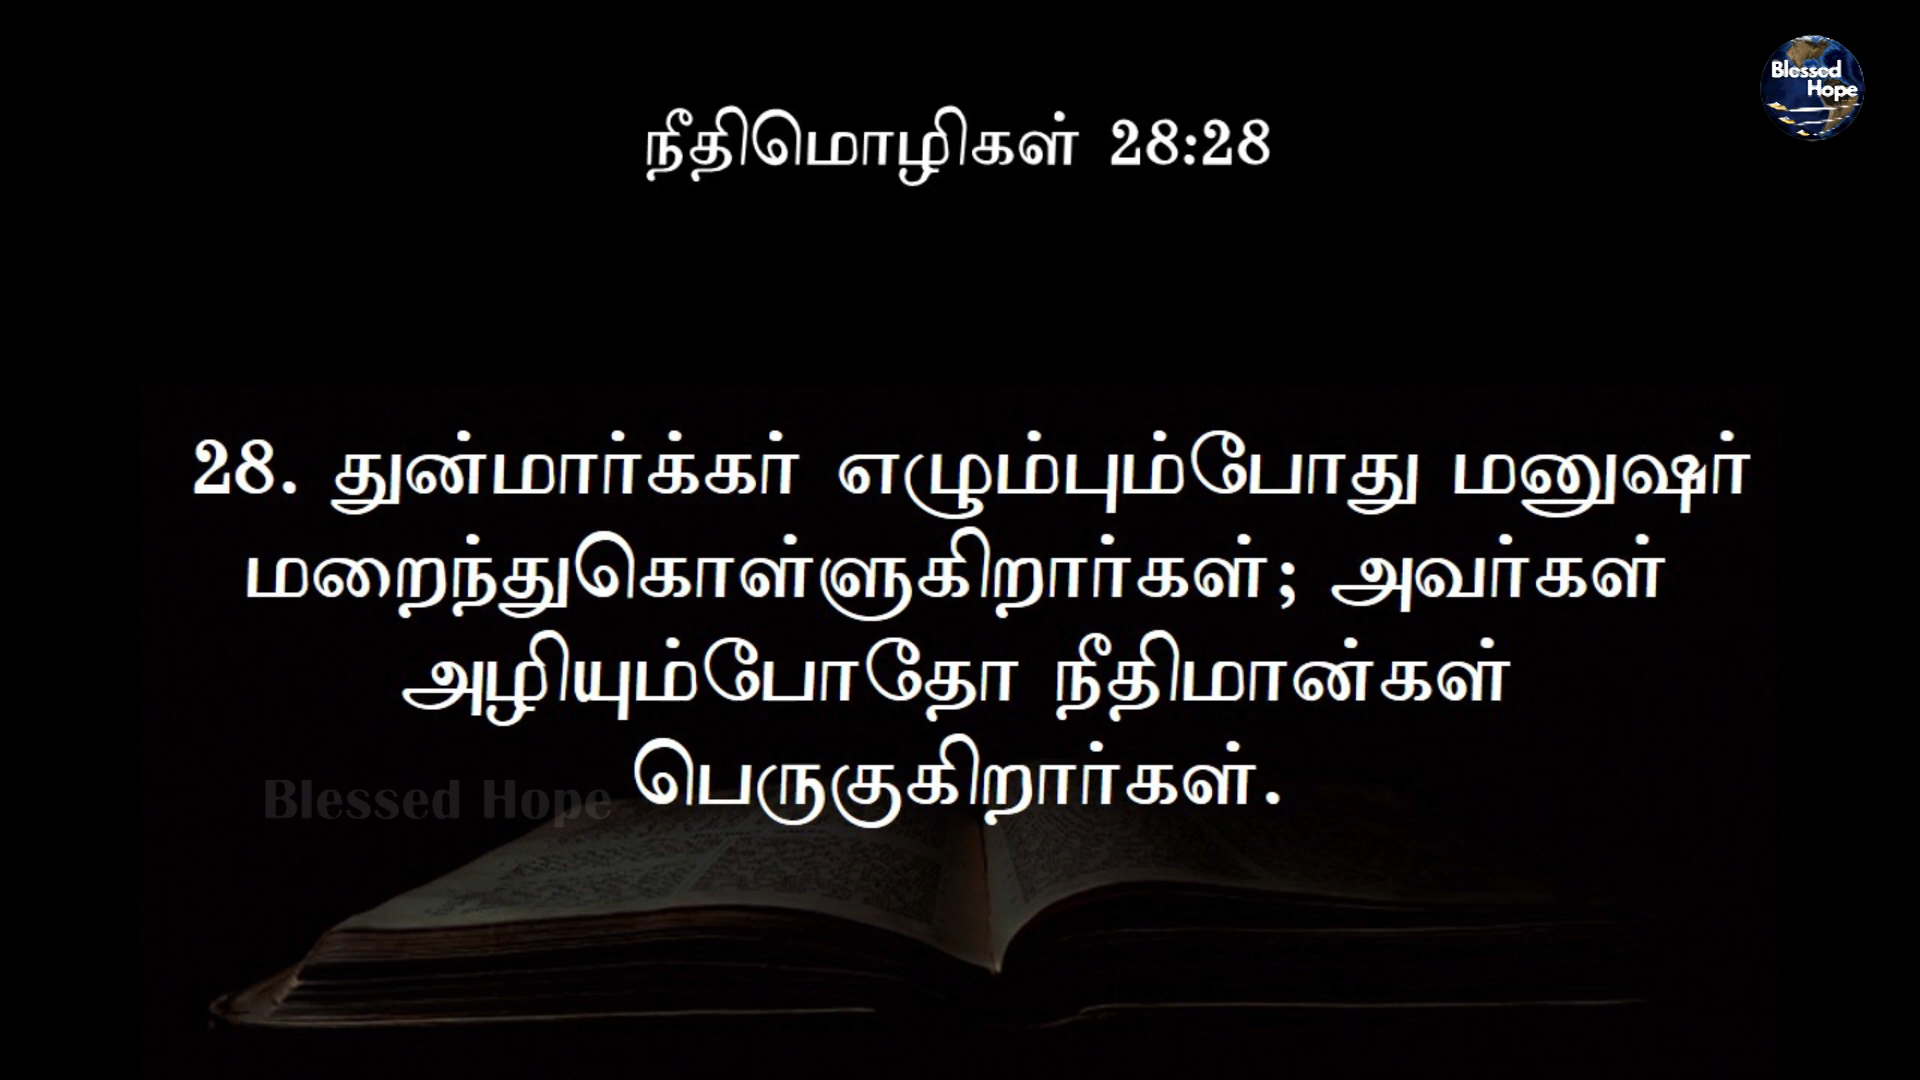 Blessed
Hope
நீதிமொழிகள் 28:28
28. துன்மார்க்கர் எழும்பும்போது மனுஷர்
மறைந்துகொள்ளுகிறார்கள்; அவர்கள்
அழியும்போதோ நீதிமான்கள்
பெருகுகிறார்கள்.
Blessed Hope